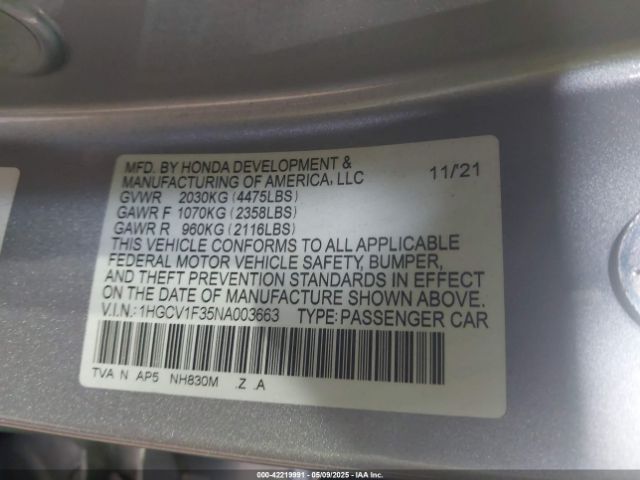 MFD. BY HONDA DEVELOPMENT & 11/'21
MANUFACTURING OF AMERICA, LLC
GVWR 2030KG (4475LBS)
GAWR F 1070KG (2358LBS)
GAWR R 960KG (2116LBS)
THIS VEHICLE CONFORMS TO ALL APPLICABLE
FEDERAL MOTOR VEHICLE SAFETY, BUMPER,
AND THEFT PREVENTION STANDARDS IN EFFECT
ON THE DATE OF MANUFACTURE SHOWN ABOVE.
V.I.N.:1HGCV1F35NA003663 TYPE:PASSENGER CAR
TVA N AP5 NH830M .Z .A
000-42219991 - 05/09/2025 - IAAI.com